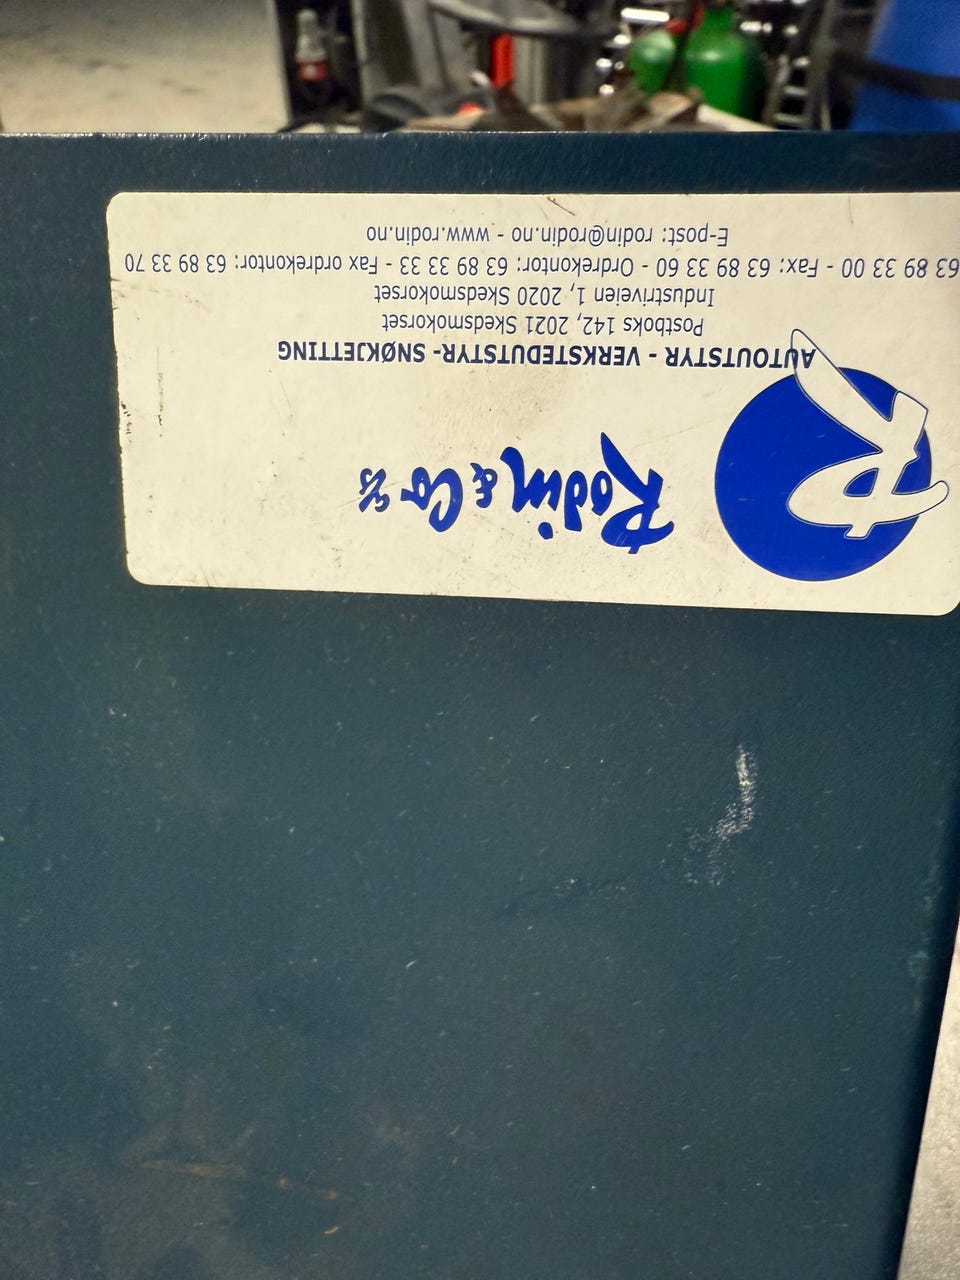 Rodin & Co A/S
AUTOUTSTYR - VERKSTEDUTSTYR- SNØKJETTING
Postboks 142, 2021 Skedsmokorset
Industriveien 1, 2020 Skedsmokorset
63 89 33 00 - Fax: 63 89 33 60 - Ordrekontor: 63 89 33 33 - Fax ordrekontor: 63 89 33 70
E-post: rodin@rodin.no - www.rodin.no